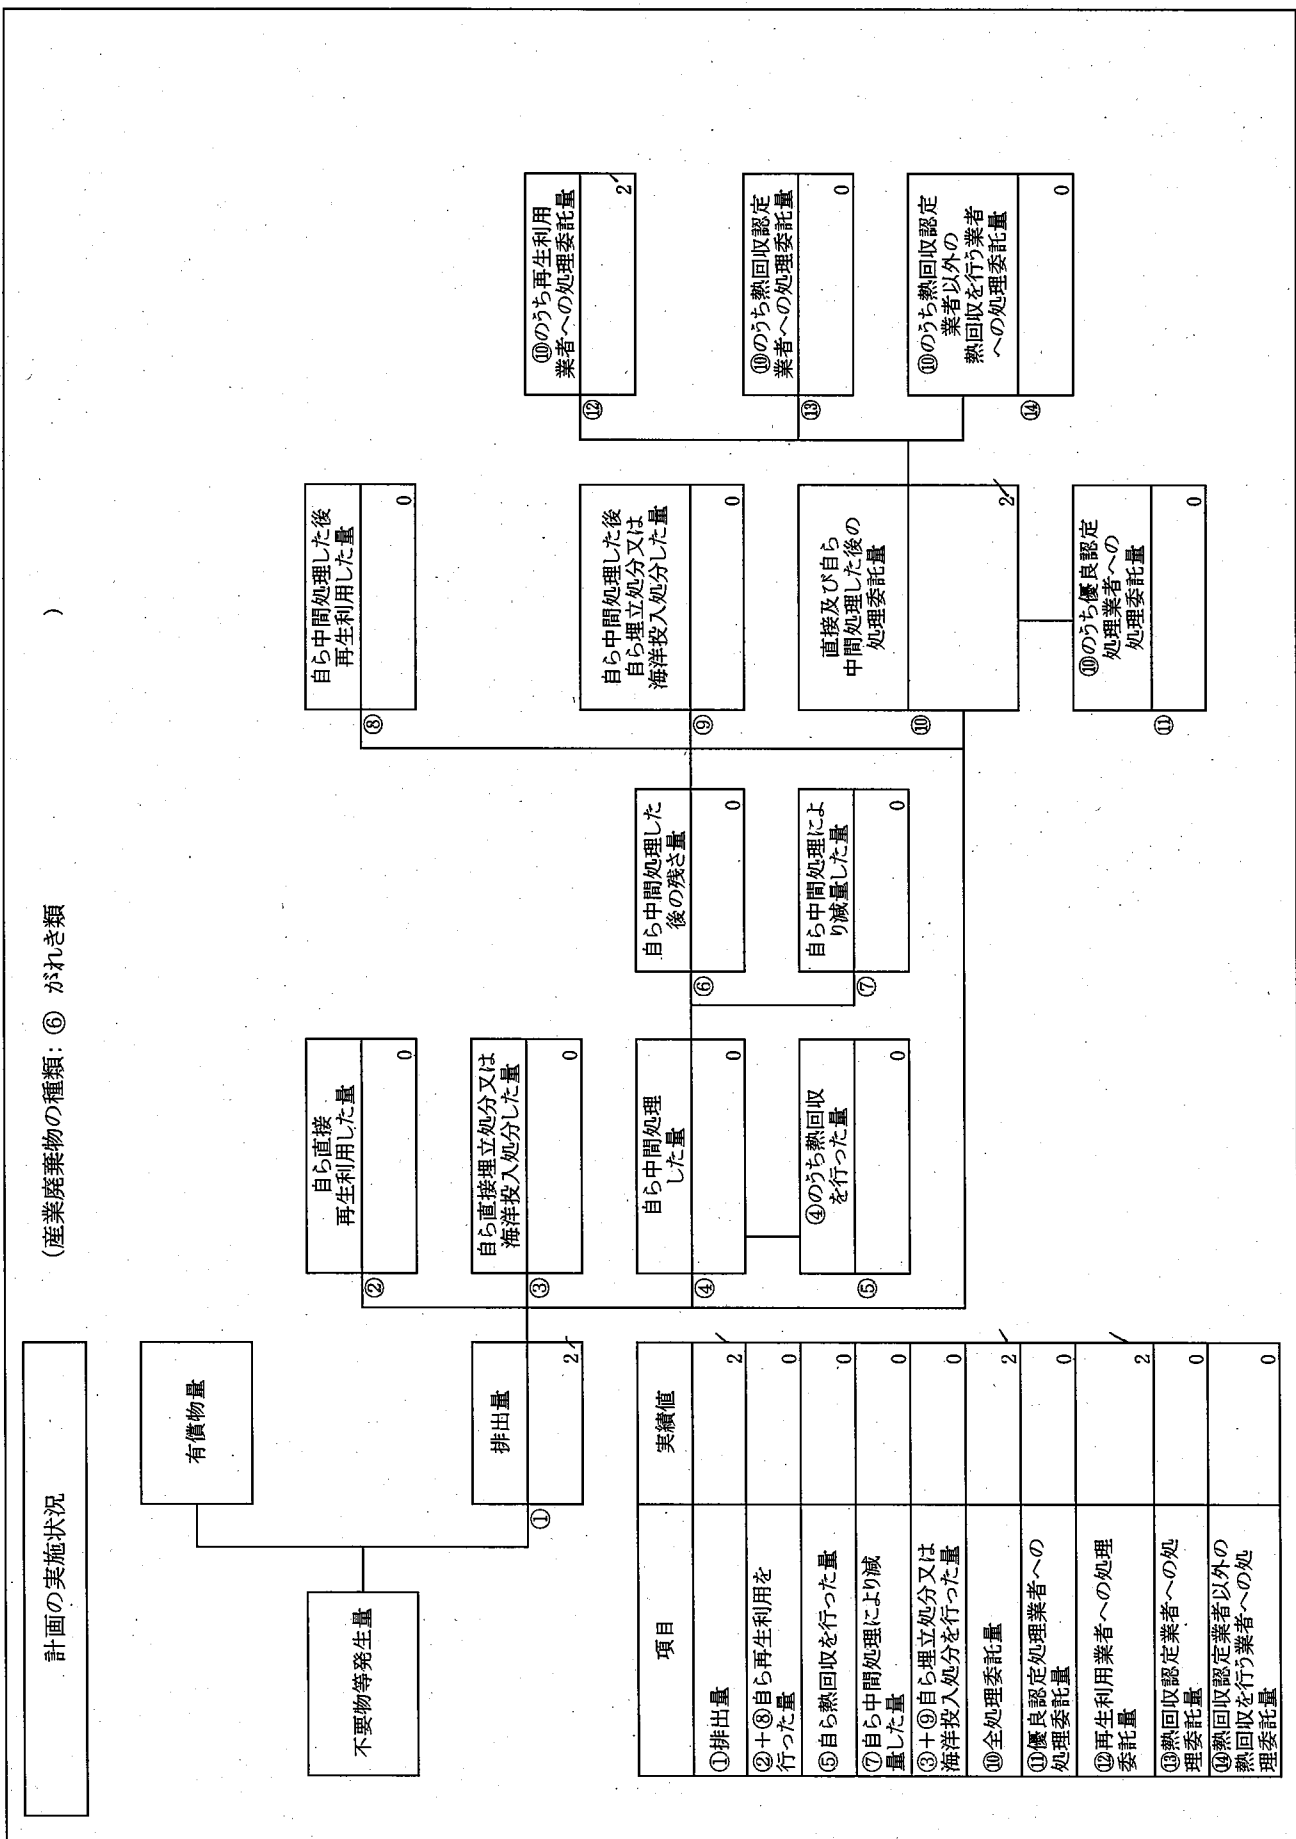 計画の実施状況
(産業廃棄物の種類: ⑥ がれき類
)
不要物等発生量
有償物量
①
排出量
2
②
自ら直接
再生利用した量
0
③
自ら直接埋立処分又は
海洋投入処分した量
0
④
自ら中間処理
した量
0
⑤
④のうち熱回収
を行った量
0
⑥
自ら中間処理した
後の残さ量
0
⑦
自ら中間処理によ
り減量した量
0
⑧
自ら中間処理した後
再生利用した量
0
⑨
自ら中間処理した後
自ら埋立処分又は
海洋投入処分した量
0
⑩
直接及び自ら
中間処理した後の
処理委託量
2
⑪
⑩のうち優良認定
処理業者への
処理委託量
0
⑫
⑩のうち再生利用
業者への処理委託量
2
⑬
⑩のうち熱回収認定
業者への処理委託量
0
⑭
⑩のうち熱回収認定
業者以外の
熱回収を行う業者
への処理委託量
0
項目
実績値
①排出量
2
②+⑧自ら再生利用を
行った量
0
⑤自ら熱回収を行った量
0
⑦自ら中間処理により減
量した量
0
③+⑨自ら埋立処分又は
海洋投入処分を行った量
0
⑩全処理委託量
2
⑪優良認定処理業者への
処理委託量
0
⑫再生利用業者への処理
委託量
2
⑬熱回収認定業者への処
理委託量
0
⑭熱回収認定業者以外の
熱回収を行う業者への処
理委託量
0